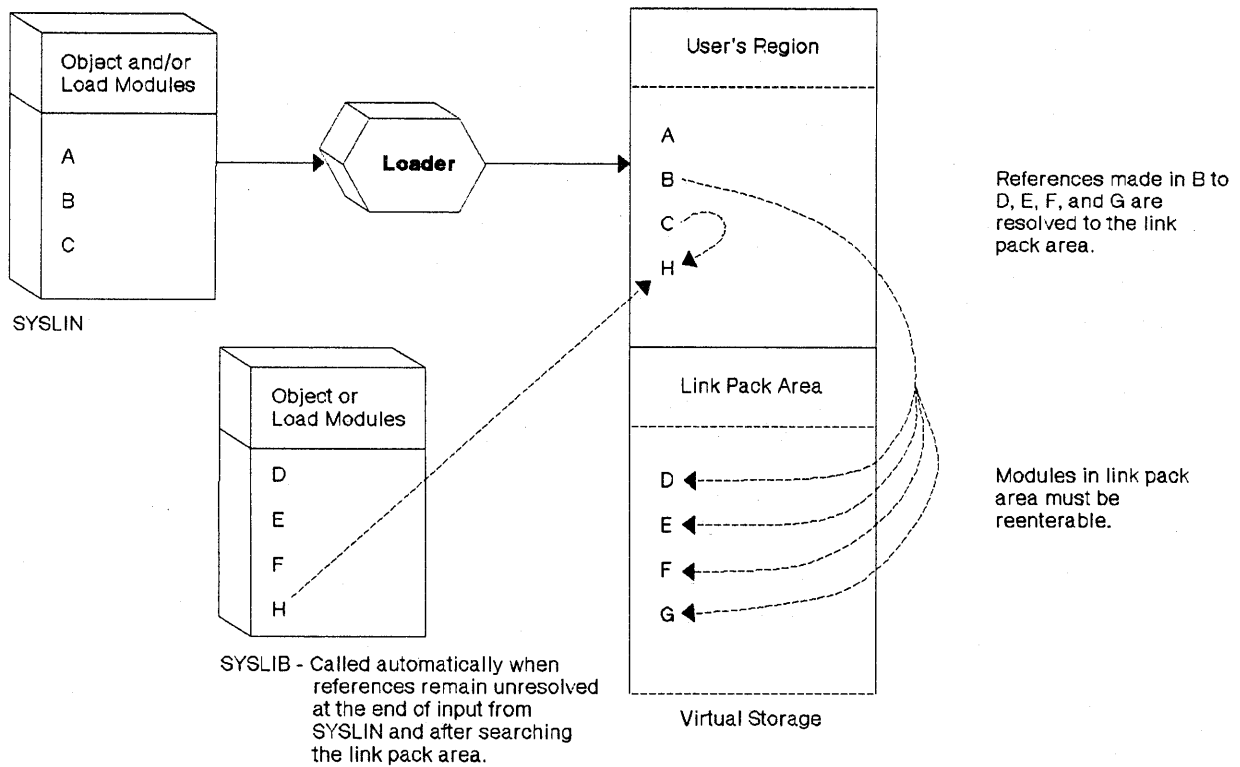 Object and/or
Load Modules
A
B
C
SYSLIN
Loader
User's Region
A
B
C
H
References made in B to
D, E, F, and G are
resolved to the link
pack area.
Object or
Load Modules
D
E
F
H
SYSLIB - Called automatically when
references remain unresolved
at the end of input from
SYSLIN and after searching
the link pack area.
Link Pack Area
D
E
F
G
Virtual Storage
Modules in link pack
area must be
reenterable.